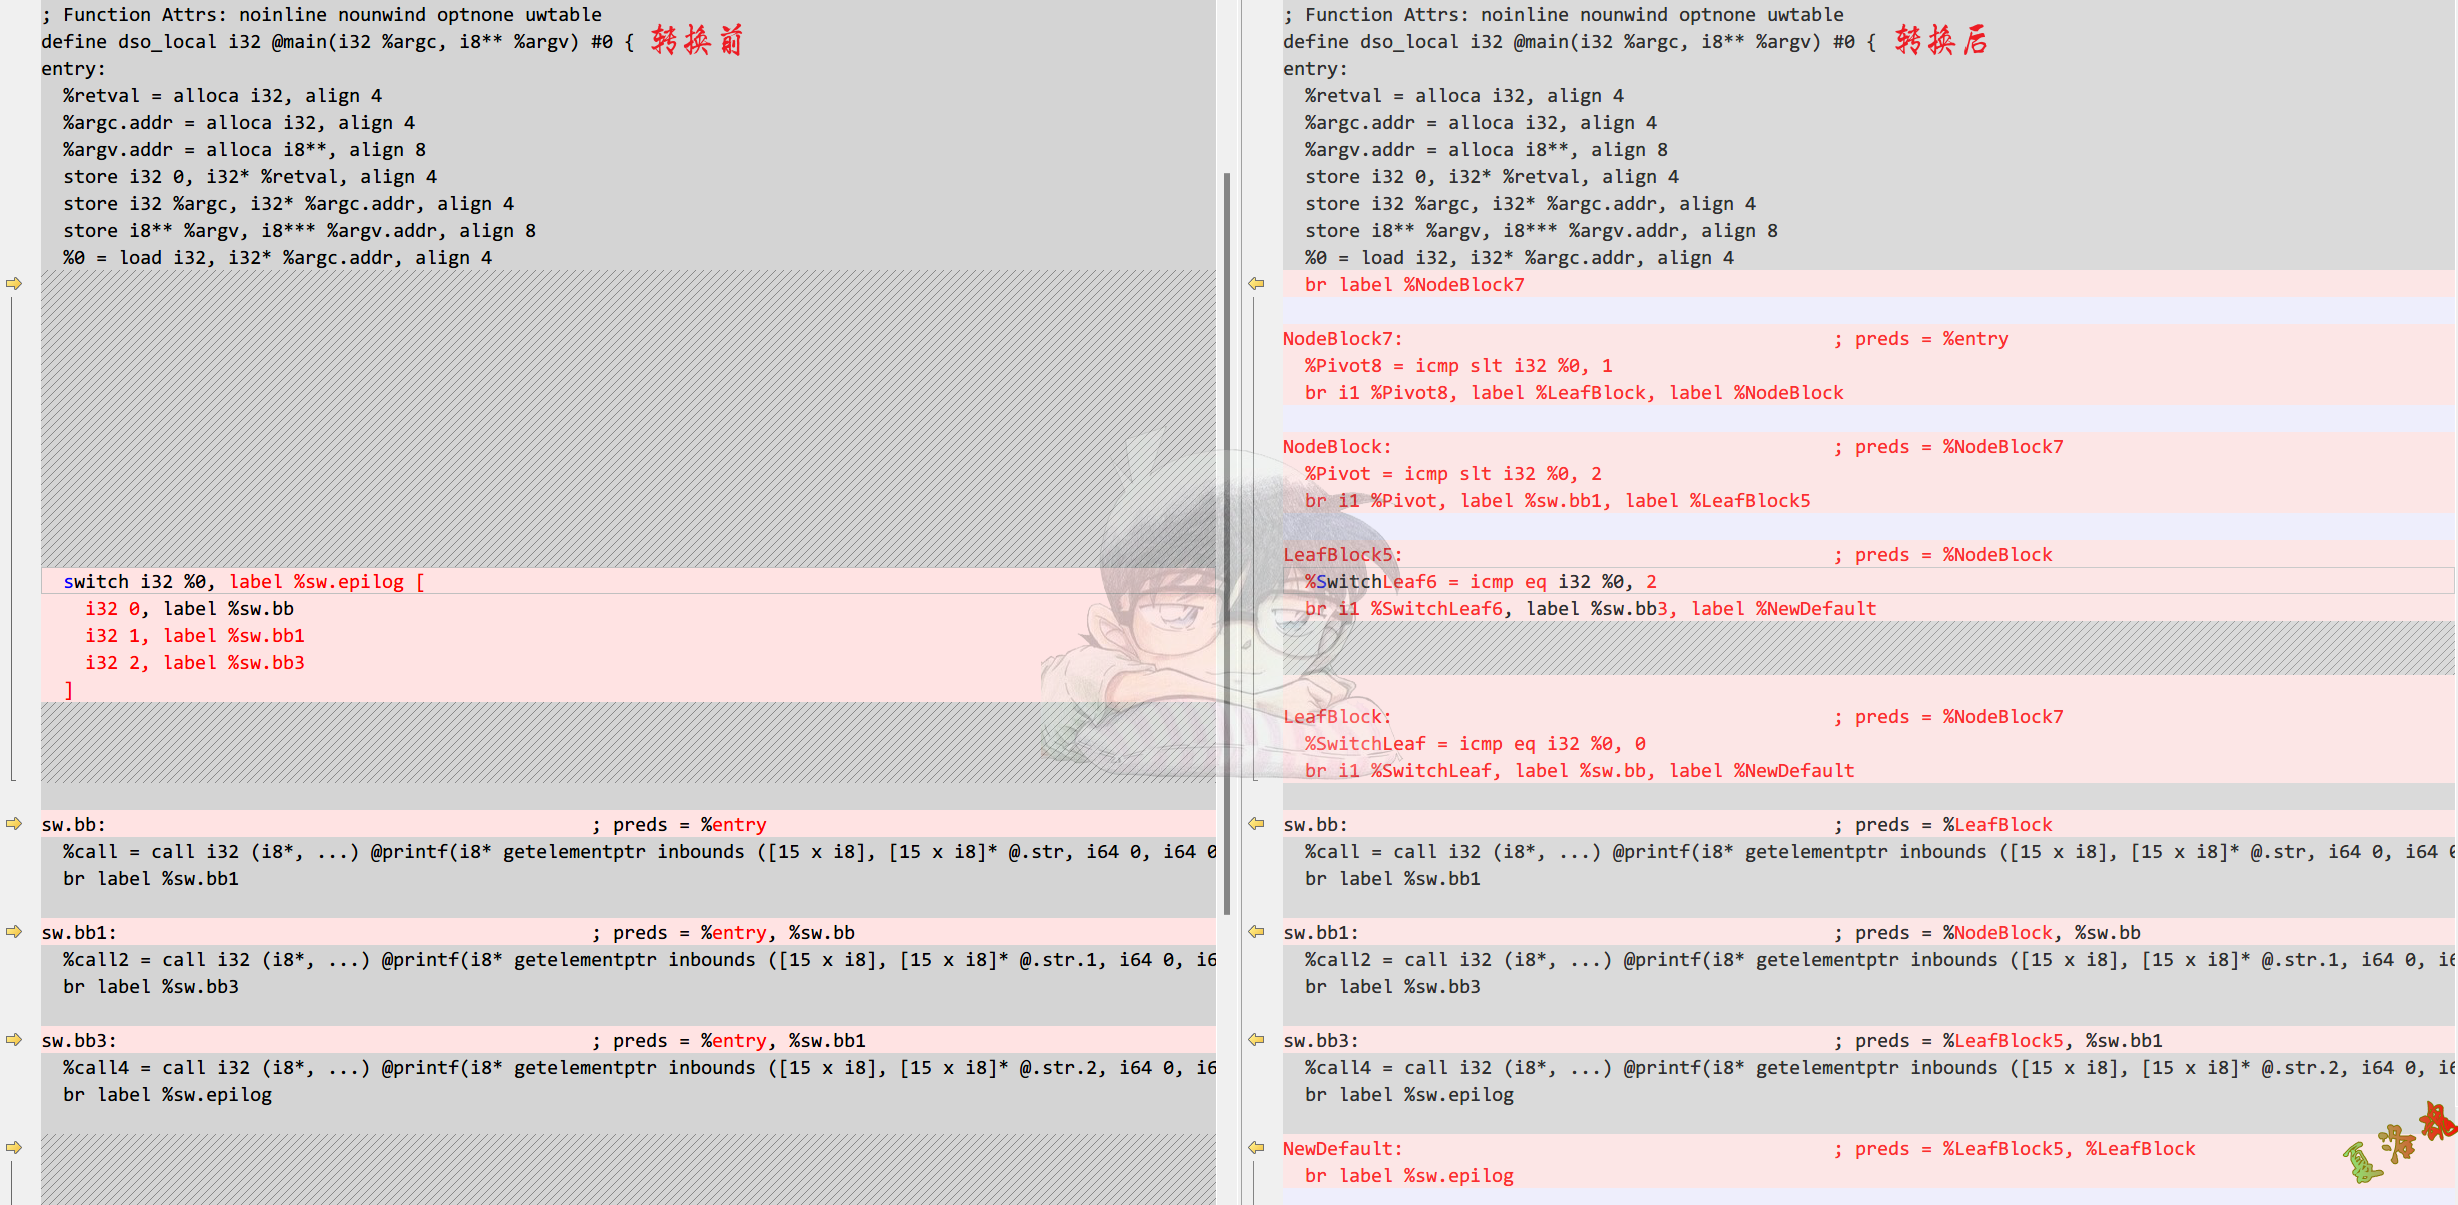 ; Function Attrs: noinline nounwind optnone uwtable
define dso_local i32 @main(i32 %argc, i8** %argv) #0 { 转换前
entry:
%retval = alloca i32, align 4
%argc.addr = alloca i32, align 4
%argv.addr = alloca i8**, align 8
store i32 0, i32* %retval, align 4
store i32 %argc, i32* %argc.addr, align 4
store i8** %argv, i8*** %argv.addr, align 8
%0 = load i32, i32* %argc.addr, align 4
switch i32 %0, label %sw.epilog [
i32 0, label %sw.bb
i32 1, label %sw.bb1
i32 2, label %sw.bb3
]
sw.bb: ; preds = %entry
%call = call i32 (i8*, ...) @printf(i8* getelementptr inbounds ([15 x i8], [15 x i8]* @.str, i64 0, i64 0
br label %sw.bb1
sw.bb1: ; preds = %entry, %sw.bb
%call2 = call i32 (i8*, ...) @printf(i8* getelementptr inbounds ([15 x i8], [15 x i8]* @.str.1, i64 0, i6
br label %sw.bb3
sw.bb3: ; preds = %entry, %sw.bb1
%call4 = call i32 (i8*, ...) @printf(i8* getelementptr inbounds ([15 x i8], [15 x i8]* @.str.2, i64 0, i6
br label %sw.epilog
; Function Attrs: noinline nounwind optnone uwtable
define dso_local i32 @main(i32 %argc, i8** %argv) #0 { 转换后
entry:
%retval = alloca i32, align 4
%argc.addr = alloca i32, align 4
%argv.addr = alloca i8**, align 8
store i32 0, i32* %retval, align 4
store i32 %argc, i32* %argc.addr, align 4
store i8** %argv, i8*** %argv.addr, align 8
%0 = load i32, i32* %argc.addr, align 4
br label %NodeBlock7
NodeBlock7: ; preds = %entry
%Pivot8 = icmp slt i32 %0, 1
br i1 %Pivot8, label %LeafBlock, label %NodeBlock
NodeBlock: ; preds = %NodeBlock7
%Pivot = icmp slt i32 %0, 2
br i1 %Pivot, label %sw.bb1, label %LeafBlock5
LeafBlock5: ; preds = %NodeBlock
%SwitchLeaf6 = icmp eq i32 %0, 2
br i1 %SwitchLeaf6, label %sw.bb3, label %NewDefault
LeafBlock: ; preds = %NodeBlock7
%SwitchLeaf = icmp eq i32 %0, 0
br i1 %SwitchLeaf, label %sw.bb, label %NewDefault
sw.bb: ; preds = %LeafBlock
%call = call i32 (i8*, ...) @printf(i8* getelementptr inbounds ([15 x i8], [15 x i8]* @.str, i64 0, i64 0
br label %sw.bb1
sw.bb1: ; preds = %NodeBlock, %sw.bb
%call2 = call i32 (i8*, ...) @printf(i8* getelementptr inbounds ([15 x i8], [15 x i8]* @.str.1, i64 0, i6
br label %sw.bb3
sw.bb3: ; preds = %LeafBlock5, %sw.bb1
%call4 = call i32 (i8*, ...) @printf(i8* getelementptr inbounds ([15 x i8], [15 x i8]* @.str.2, i64 0, i6
br label %sw.epilog
NewDefault: ; preds = %LeafBlock5, %LeafBlock
br label %sw.epilog